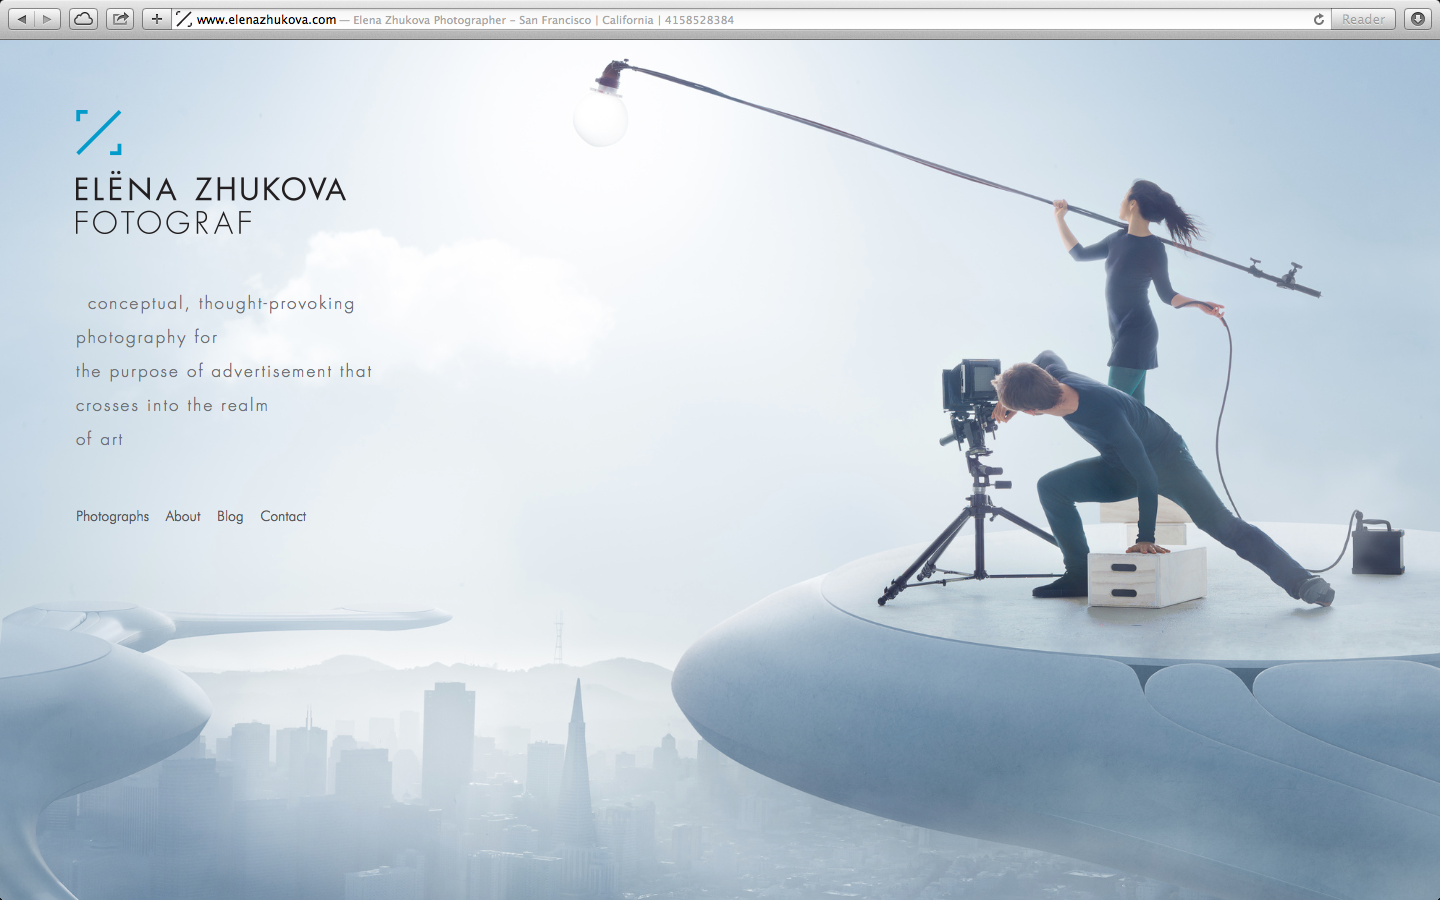 www.elenazhukova.com — Elena Zhukova Photographer – San Francisco | California | 4158528384
Reader
ELËNA ZHUKOVA
FOTOGRAF
conceptual, thought-provoking
photography for
the purpose of advertisement that
crosses into the realm
of art
Photographs About Blog Contact